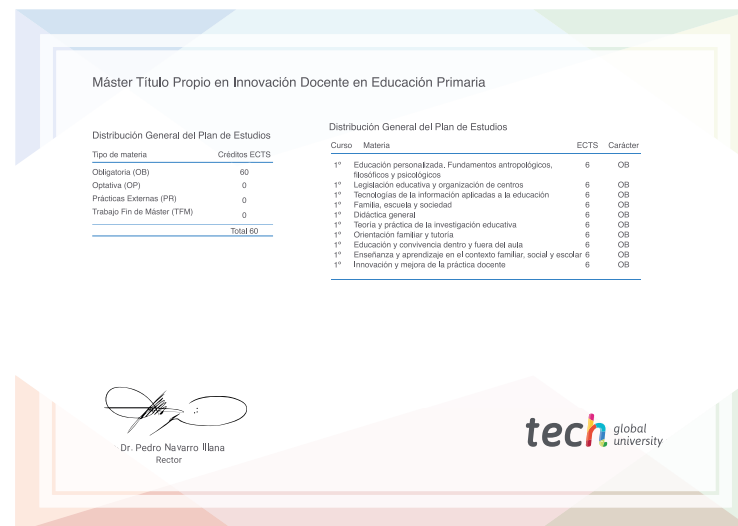 Máster Título Propio en Innovación Docente en Educación Primaria
Distribución General del Plan de Estudios
Tipo de materia Créditos ECTS
Obligatoria (OB) 60
Optativa (OP) 0
Prácticas Externas (PR) 0
Trabajo Fin de Máster (TFM) 0
Total 60
Distribución General del Plan de Estudios
Curso Materia ECTS Carácter
1º Educación personalizada. Fundamentos antropológicos, 6 OB
filosóficos y psicológicos
1º Legislación educativa y organización de centros 6 OB
1º Tecnologías de la información aplicadas a la educación 6 OB
1º Familia, escuela y sociedad 6 OB
1º Didáctica general 6 OB
1º Teoría y práctica de la investigación educativa 6 OB
1º Orientación familiar y tutoria 6 OB
1º Educación y convivencia dentro y fuera del aula 6 OB
1º Enseñanza y aprendizaje en el contexto familiar, social y escolar 6 OB
1º Innovación y mejora de la práctica docente 6 OB
Dr. Pedro Navarro Illana
Rector
tech global
university